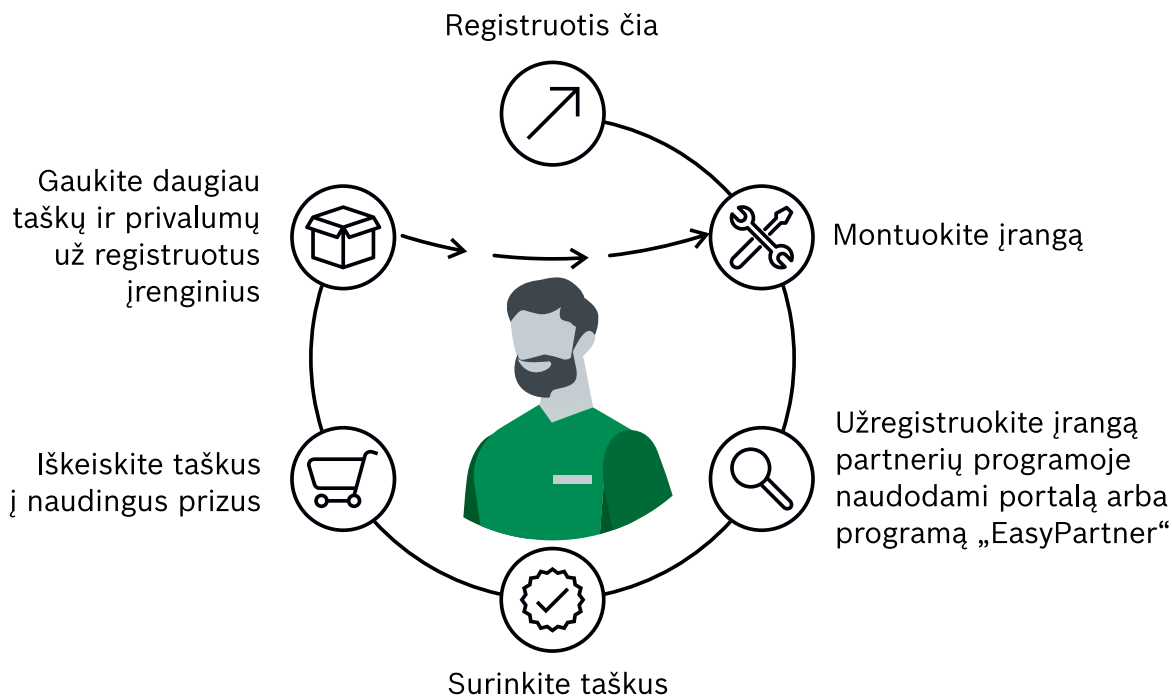 Registruotis čia
Montuokite įrangą
Užregistruokite įrangą
partnerių programoje
naudodami portalą arba
programą „EasyPartner“
Surinkite taškus
Iškeiskite taškus
į naudingus prizus
Gaukite daugiau
taškų ir privalumų
už registruotus
įrenginius